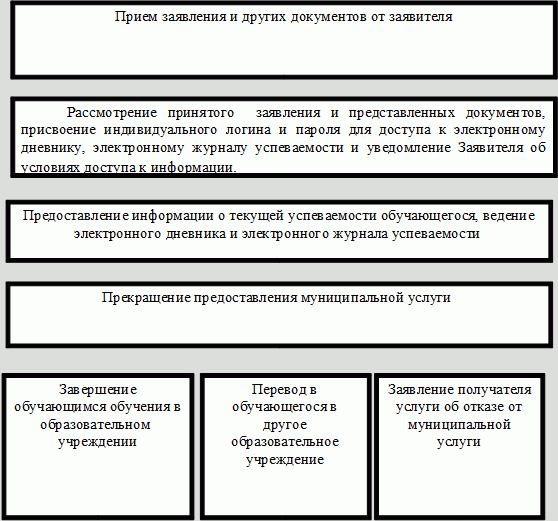 Прием заявления и других документов от заявителя
Рассмотрение принятого заявления и представленных документов,
присвоение индивидуального логина и пароля для доступа к электронному
дневнику, электронному журналу успеваемости и уведомление Заявителя об
условиях доступа к информации.
Предоставление информации о текущей успеваемости обучающегося, ведение
электронного дневника и электронного журнала успеваемости
Прекращение предоставления муниципальной услуги
Завершение
обучающимся обучения в
образовательном
учреждении
Перевод в
обучающегося в
другое
образовательное
учреждение
Заявление получателя
услуги об отказе от
муниципальной
услуги